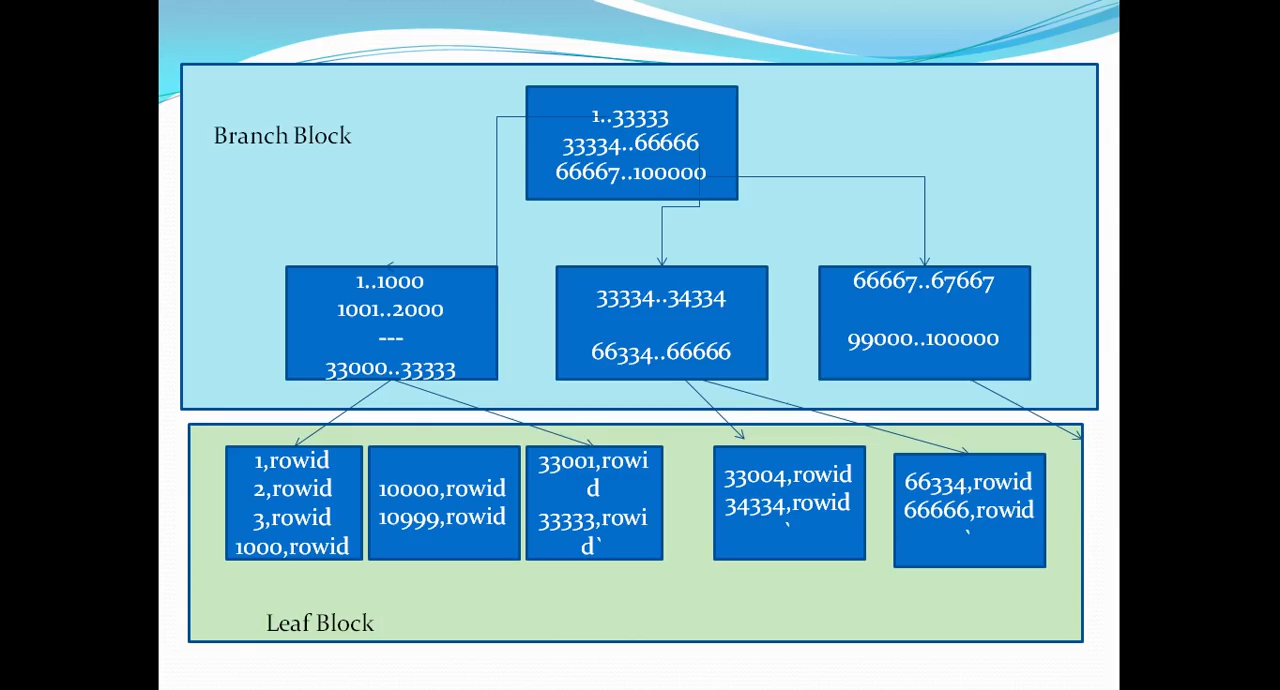 Branch Block
1..33333
33334..66666
66667..100000
1..1000
1001..2000
---
33000..33333
33334..34334
66334..66666
66667..67667
99000..100000
1,rowid
2,rowid
3,rowid
1000,rowid
10000,rowid
10999,rowid
33001,rowi
d
33333,rowi
d`
33004,rowid
34334,rowid
`
66334,rowid
66666,rowid
`
Leaf Block